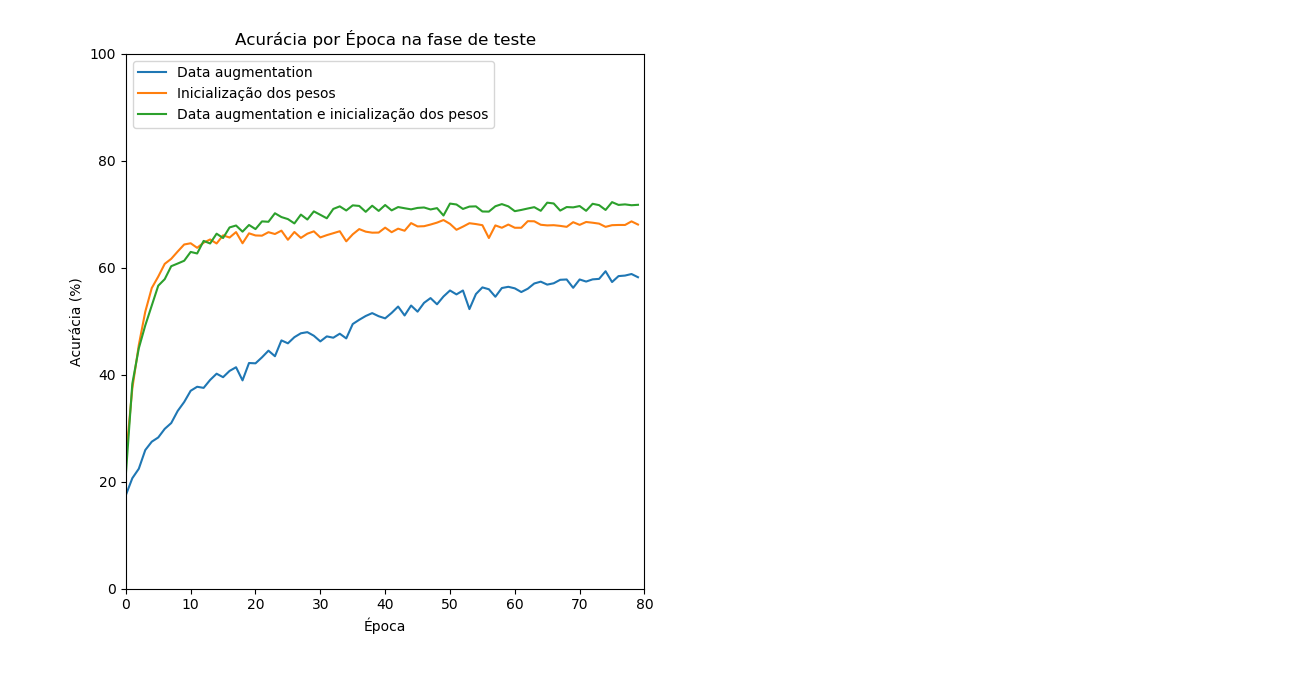 Acurácia por Época na fase de teste
Data augmentation
Inicialização dos pesos
Data augmentation e inicialização dos pesos
Acurácia (%)
100
80
60
40
20
0
0 10 20 30 40 50 60 70 80
Época